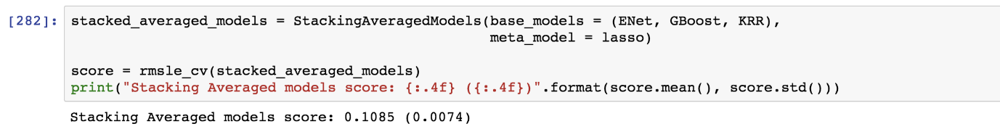 [282]: stacked_averaged_models = StackingAveragedModels(base_models = (ENet, GBoost, KRR),
meta_model = lasso)
score = rmsle_cv(stacked_averaged_models)
print("Stacking Averaged models score: {:.4f} ({:.4f})".format(score.mean(), score.std()))
Stacking Averaged models score: 0.1085 (0.0074)